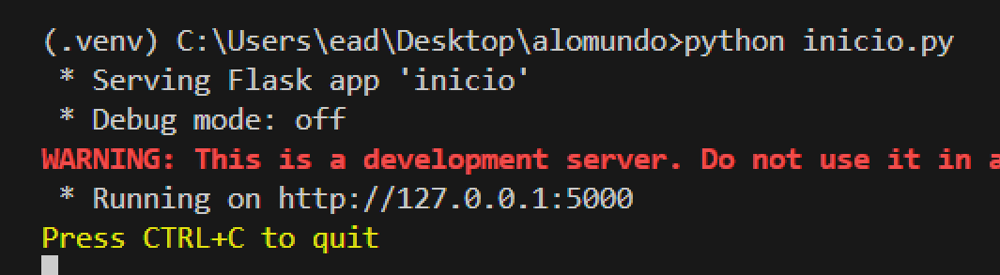 (.venv) C:\Users\ead\Desktop\alomundo>python inicio.py
* Serving Flask app 'inicio'
* Debug mode: off
WARNING: This is a development server. Do not use it in a
* Running on http://127.0.0.1:5000
Press CTRL+C to quit